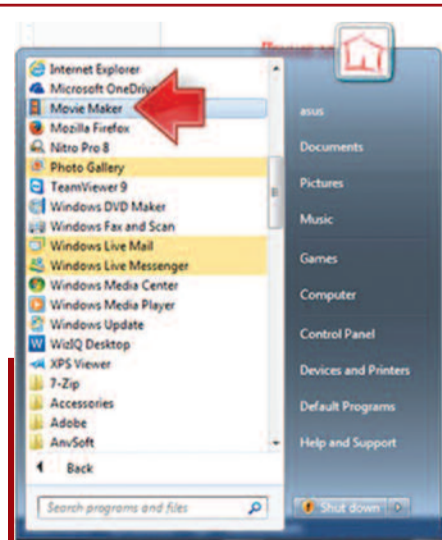 Internet Explorer
Microsoft OneDrive
Movie Maker
Mozilla Firefox
Nitro Pro 8
Photo Gallery
TeamViewer 9
Windows DVD Maker
Windows Fax and Scan
Windows Live Mail
Windows Live Messenger
Windows Media Center
Windows Media Player
Windows Update
WizIQ Desktop
XPS Viewer
7-Zip
Accessories
Adobe
AnvSoft
Back
Search programs and files
asus
Documents
Pictures
Music
Games
Computer
Control Panel
Devices and Printers
Default Programs
Help and Support
Shut down